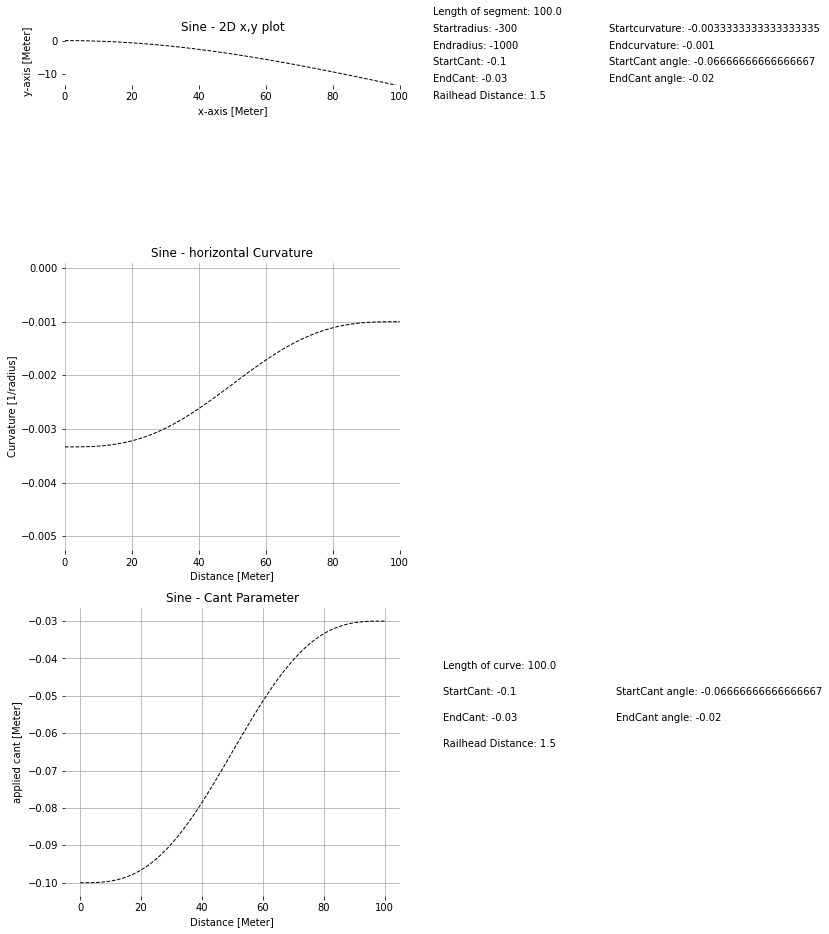 Sine - 2D x,y plot
y-axis [Meter]
0
−10
0 20 40 60 80 100
x-axis [Meter]
Length of segment: 100.0
Startradius: -300 Startcurvature: -0.0033333333333333335
Endradius: -1000 Endcurvature: -0.001
StartCant: -0.1 StartCant angle: -0.06666666666666667
EndCant: -0.03 EndCant angle: -0.02
Railhead Distance: 1.5
Sine - horizontal Curvature
Curvature [1/radius]
0.000
−0.001
−0.002
−0.003
−0.004
−0.005
0 20 40 60 80 100
Distance [Meter]
Sine - Cant Parameter
applied cant [Meter]
−0.03
−0.04
−0.05
−0.06
−0.07
−0.08
−0.09
−0.10
0 20 40 60 80 100
Distance [Meter]
Length of curve: 100.0
StartCant: -0.1 StartCant angle: -0.06666666666666667
EndCant: -0.03 EndCant angle: -0.02
Railhead Distance: 1.5